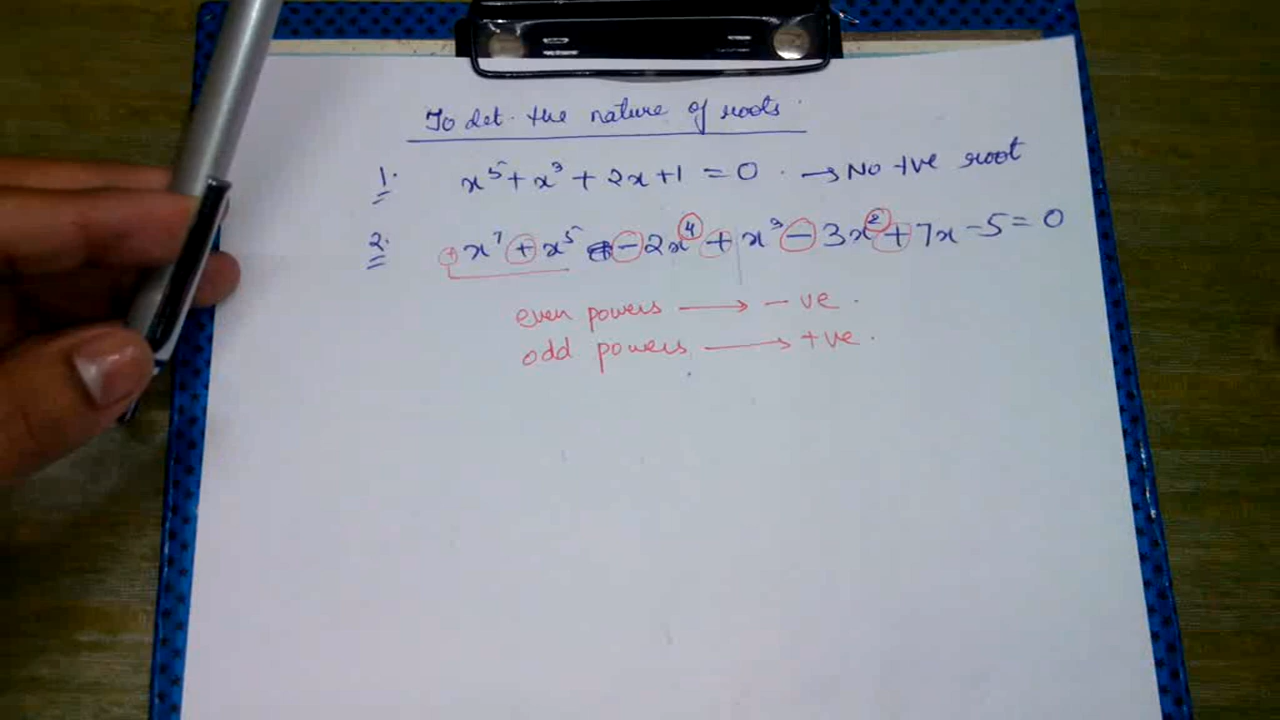 To det. the nature of roots.
1. x⁵ + x³ + 2x + 1 = 0. → No +ve root
2. + x⁷ + x⁵ - 2x⁴ + x³ - 3x² + 7x - 5 = 0
even powers → - ve.
odd powers → +ve.